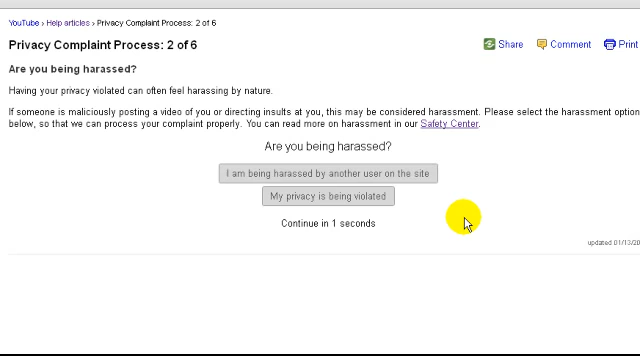 YouTube › Help articles › Privacy Complaint Process: 2 of 6
Privacy Complaint Process: 2 of 6
Share Comment Print
Are you being harassed?
Having your privacy violated can often feel harassing by nature.
If someone is maliciously posting a video of you or directing insults at you, this may be considered harassment. Please select the harassment option
below, so that we can process your complaint properly. You can read more on harassment in our Safety Center.
Are you being harassed?
I am being harassed by another user on the site
My privacy is being violated
Continue in 1 seconds
updated 01/13/20